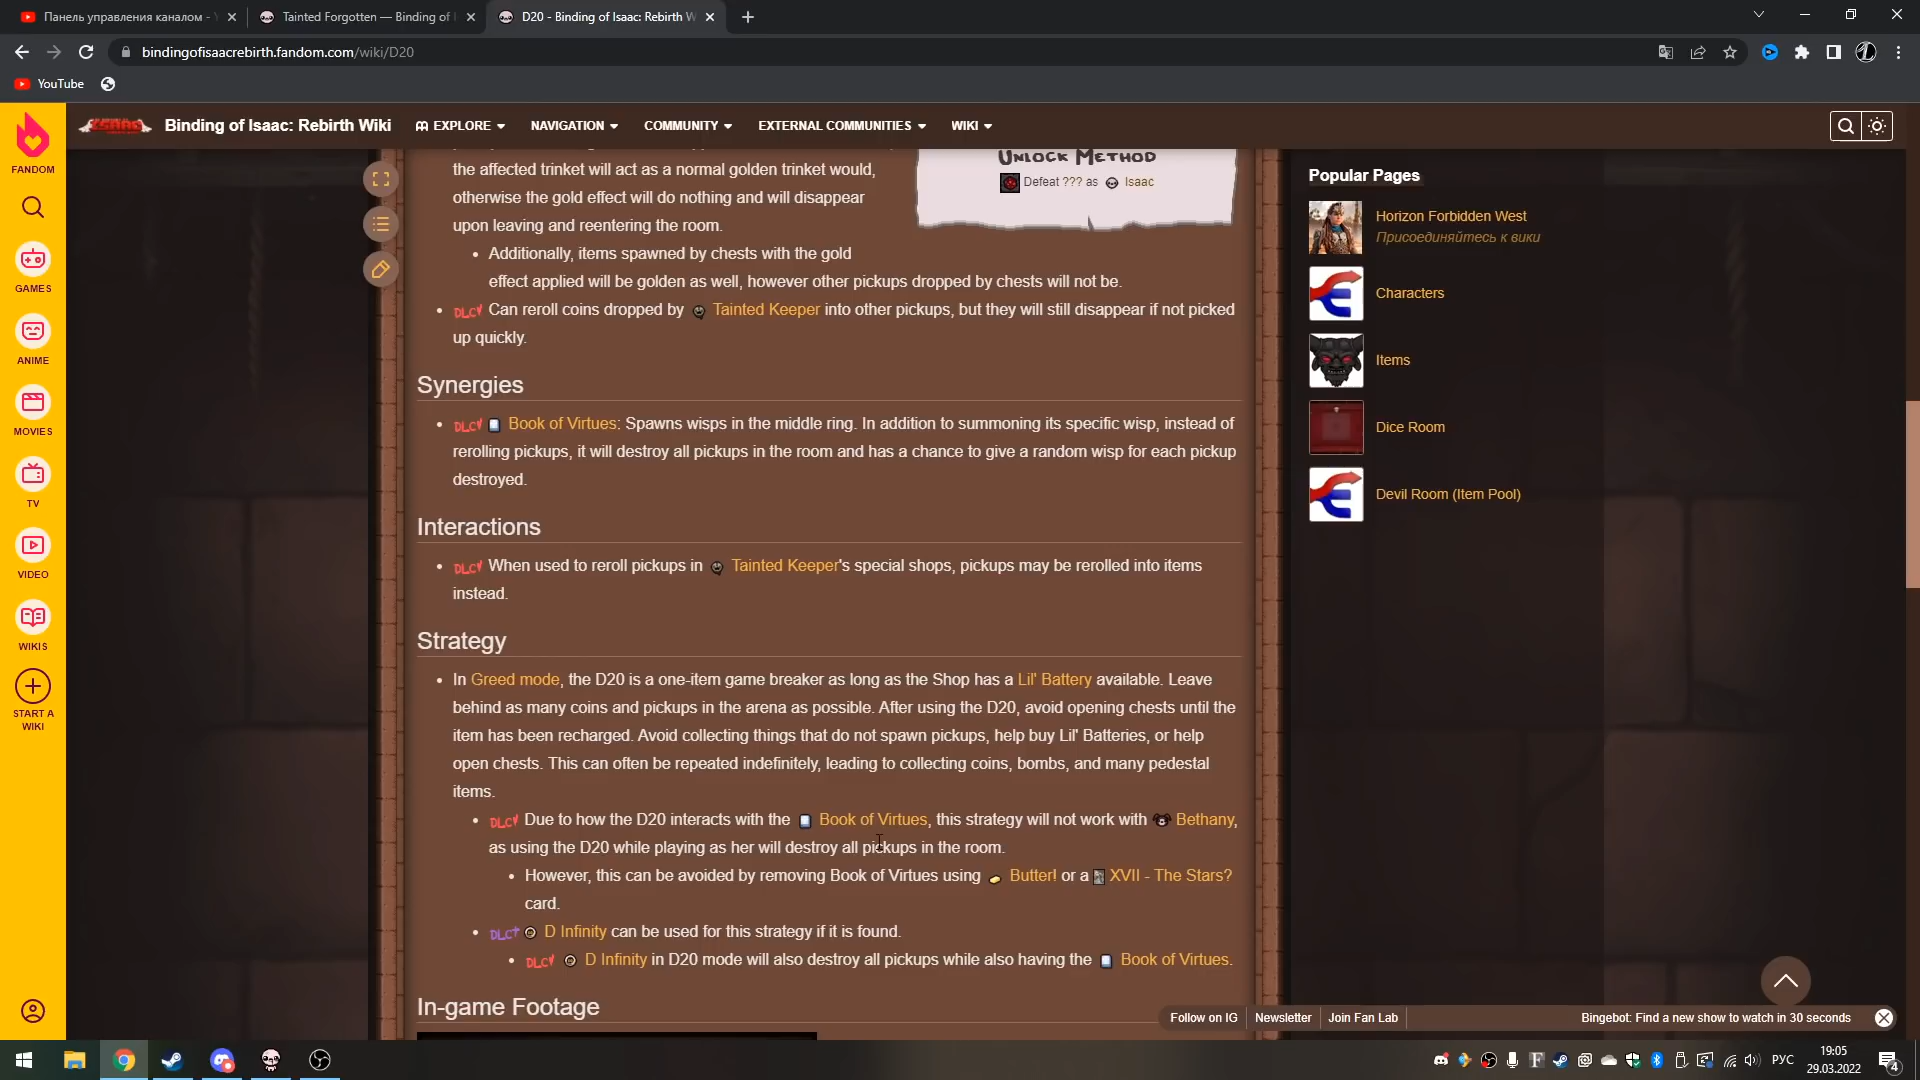 Панель управления каналом - Y
Tainted Forgotten — Binding of I
D20 - Binding of Isaac: Rebirth W
bindingofisaacrebirth.fandom.com/wiki/D20
YouTube
FANDOM
GAMES
ANIME
MOVIES
TV
VIDEO
WIKIS
START A
WIKI
Binding of Isaac: Rebirth Wiki
EXPLORE
NAVIGATION
COMMUNITY
EXTERNAL COMMUNITIES
WIKI
the affected trinket will act as a normal golden trinket would,
otherwise the gold effect will do nothing and will disappear
upon leaving and reentering the room.
Additionally, items spawned by chests with the gold
effect applied will be golden as well, however other pickups dropped by chests will not be.
DLC Can reroll coins dropped by Tainted Keeper into other pickups, but they will still disappear if not picked
up quickly.
Unlock Method
Defeat ??? as Isaac
Synergies
DLC Book of Virtues: Spawns wisps in the middle ring. In addition to summoning its specific wisp, instead of
rerolling pickups, it will destroy all pickups in the room and has a chance to give a random wisp for each pickup
destroyed.
Interactions
DLC When used to reroll pickups in Tainted Keeper's special shops, pickups may be rerolled into items
instead.
Strategy
In Greed mode, the D20 is a one-item game breaker as long as the Shop has a Lil' Battery available. Leave
behind as many coins and pickups in the arena as possible. After using the D20, avoid opening chests until the
item has been recharged. Avoid collecting things that do not spawn pickups, help buy Lil' Batteries, or help
open chests. This can often be repeated indefinitely, leading to collecting coins, bombs, and many pedestal
items.
DLC Due to how the D20 interacts with the Book of Virtues, this strategy will not work with Bethany,
as using the D20 while playing as her will destroy all pickups in the room.
However, this can be avoided by removing Book of Virtues using Butter! or a XVII - The Stars?
card.
DLC+ D Infinity can be used for this strategy if it is found.
DLC D Infinity in D20 mode will also destroy all pickups while also having the Book of Virtues.
In-game Footage
Popular Pages
Horizon Forbidden West
Присоединяйтесь к вики
Characters
Items
Dice Room
Devil Room (Item Pool)
Follow on IG
Newsletter
Join Fan Lab
Bingebot: Find a new show to watch in 30 seconds
РУС
19:05
29.03.2022
4